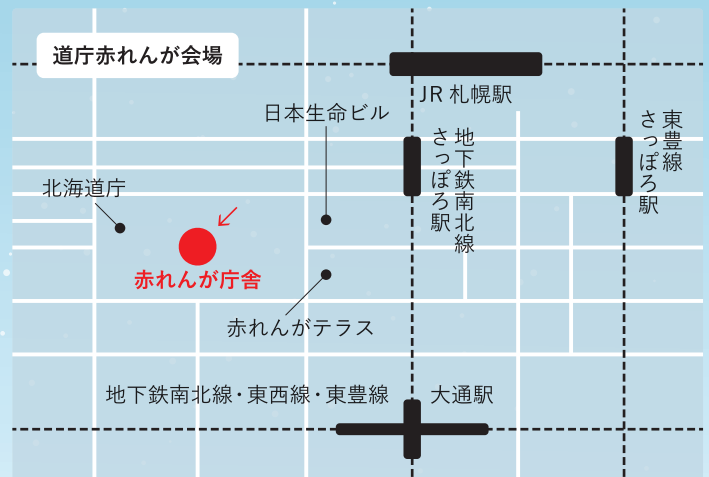 道庁赤れんが会場
JR札幌駅
日本生命ビル
地下鉄南北線
さっぽろ駅
東豊線
さっぽろ駅
北海道庁
赤れんが庁舎
赤れんがテラス
地下鉄南北線・東西線・東豊線　大通駅